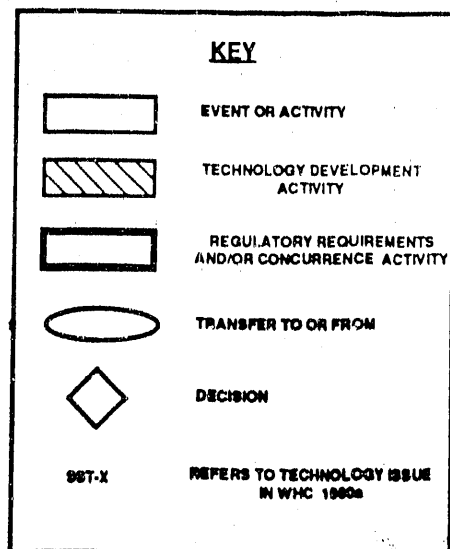 KEY
EVENT OR ACTIVITY
TECHNOLOGY DEVELOPMENT
ACTIVITY
REGULATORY REQUIREMENTS
AND/OR CONCURRENCE ACTIVITY
TRANSFER TO OR FROM
DECISION
SST-X
REFERS TO TECHNOLOGY ISSUE
IN WHC